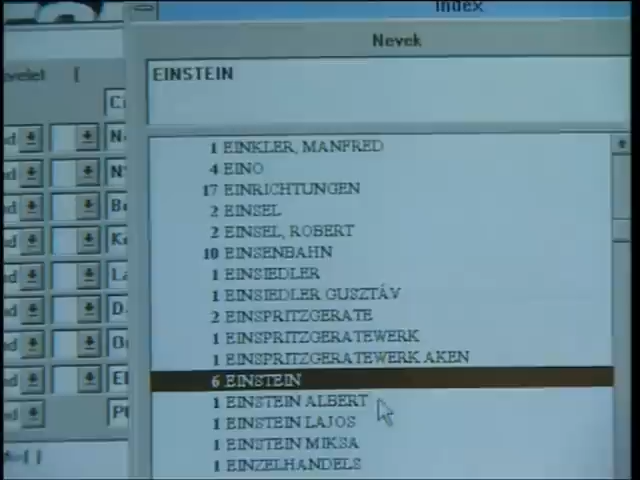 Index
Nevek
EINSTEIN
1 EINKLER, MANFRED
4 EINO
17 EINRICHTUNGEN
2 EINSEL
2 EINSEL, ROBERT
10 EINSENBAHN
1 EINSIEDLER
1 EINSIEDLER GUSZTÁV
2 EINSPRITZGERATE
1 EINSPRITZGERATEWERK
1 EINSPRITZGERATEWERK AKEN
6 EINSTEIN
1 EINSTEIN ALBERT
1 EINSTEIN LAJOS
1 EINSTEIN MIKSA
1 EINZELHANDELS